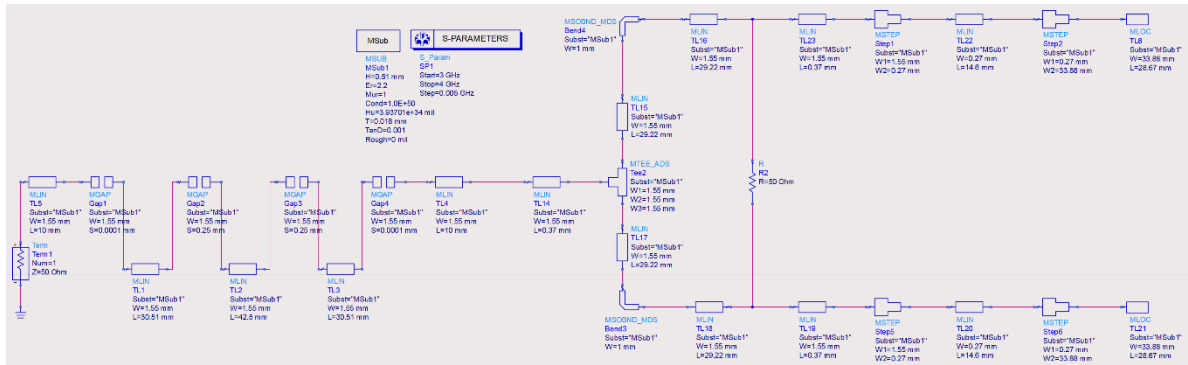 MSub
MSUB
MSub1
H=0.51 mm
Er=2.2
Mur=1
Cond=1.0E+50
Hu=3.93701e+34 mil
T=0.018 mm
TanD=0.001
Rough=0 mil
S-PARAMETERS
S_Param
SP1
Start=3 GHz
Stop=4 GHz
Step=0.005 GHz
MSOBND_MDS
Bend4
Subst="MSub1"
W=1 mm
MLIN
TL16
Subst="MSub1"
W=1.55 mm
L=29.22 mm
MLIN
TL23
Subst="MSub1"
W=1.55 mm
L=0.37 mm
MSTEP
Step1
Subst="MSub1"
W1=1.55 mm
W2=0.27 mm
MLIN
TL22
Subst="MSub1"
W=0.27 mm
L=14.6 mm
MSTEP
Step2
Subst="MSub1"
W1=0.27 mm
W2=33.88 mm
MLOC
TL8
Subst="MSub1"
W=33.88 mm
L=28.67 mm
MLIN
TL15
Subst="MSub1"
W=1.55 mm
L=29.22 mm
MTEE_ADS
Tee2
Subst="MSub1"
W1=1.55 mm
W2=1.55 mm
W3=1.55 mm
R
R2
R=50 Ohm
MLIN
TL5
Subst="MSub1"
W=1.55 mm
L=10 mm
MGAP
Gap1
Subst="MSub1"
W=1.55 mm
S=0.0001 mm
MGAP
Gap2
Subst="MSub1"
W=1.55 mm
S=0.25 mm
MGAP
Gap3
Subst="MSub1"
W=1.55 mm
S=0.25 mm
MGAP
Gap4
Subst="MSub1"
W=1.55 mm
S=0.0001 mm
MLIN
TL4
Subst="MSub1"
W=1.55 mm
L=10 mm
MLIN
TL14
Subst="MSub1"
W=1.55 mm
L=0.37 mm
MLIN
TL17
Subst="MSub1"
W=1.55 mm
L=29.22 mm
Term
Term1
Num=1
Z=50 Ohm
MLIN
TL1
Subst="MSub1"
W=1.55 mm
L=30.51 mm
MLIN
TL2
Subst="MSub1"
W=1.55 mm
L=42.8 mm
MLIN
TL3
Subst="MSub1"
W=1.55 mm
L=30.51 mm
MSOBND_MDS
Bend3
Subst="MSub1"
W=1 mm
MLIN
TL18
Subst="MSub1"
W=1.55 mm
L=29.22 mm
MLIN
TL19
Subst="MSub1"
W=1.55 mm
L=0.37 mm
MSTEP
Step5
Subst="MSub1"
W1=1.55 mm
W2=0.27 mm
MLIN
TL20
Subst="MSub1"
W=0.27 mm
L=14.6 mm
MSTEP
Step6
Subst="MSub1"
W1=0.27 mm
W2=33.88 mm
MLOC
TL21
Subst="MSub1"
W=33.88 mm
L=28.67 mm